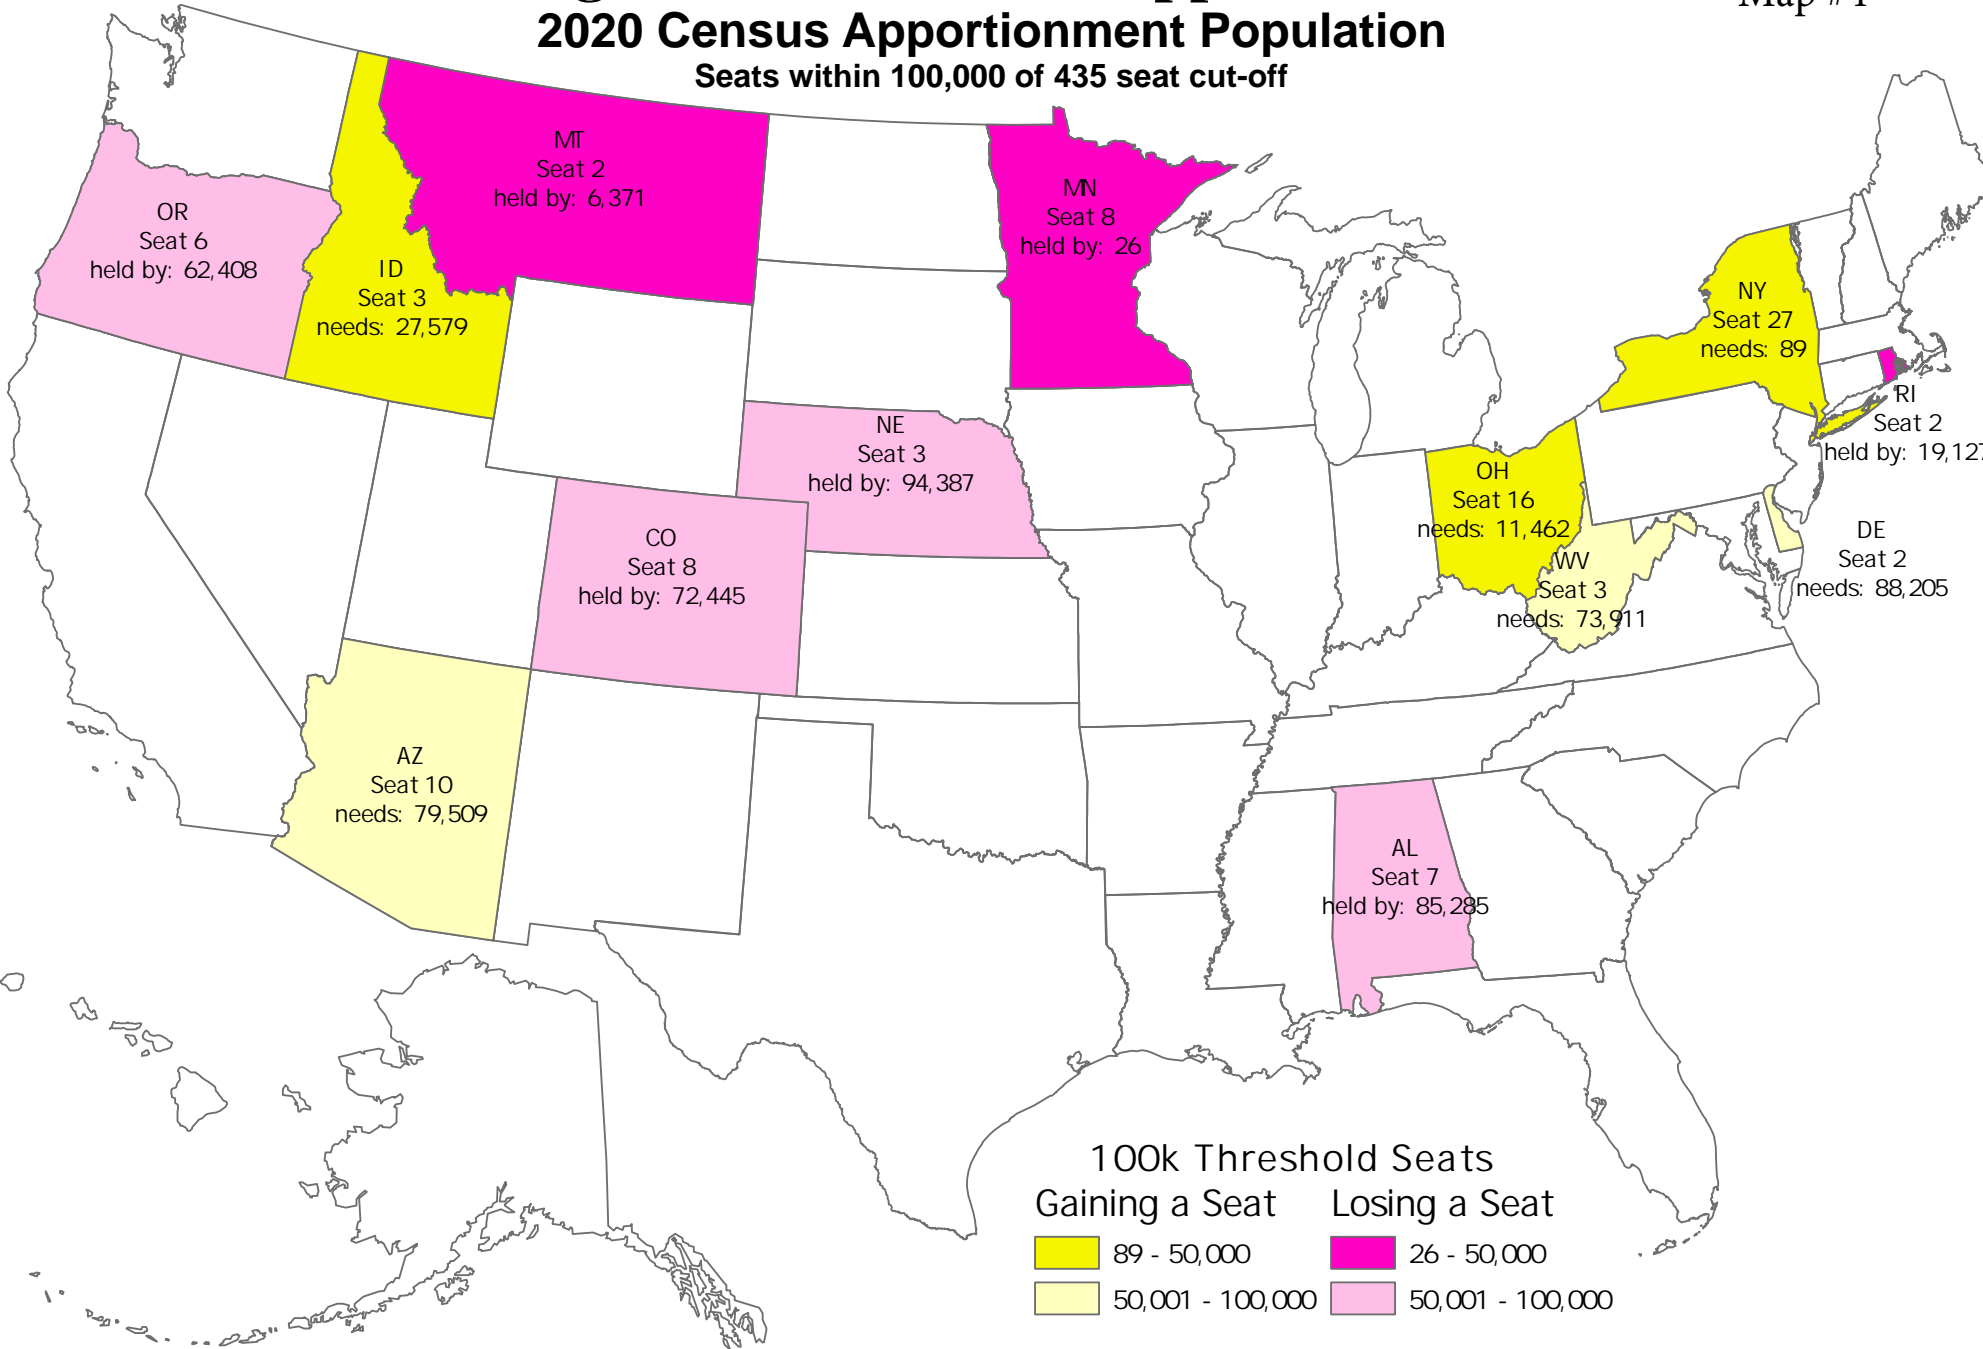 2020 Census Apportionment Population
Seats within 100,000 of 435 seat cut-off
MT
Seat 2
held by: 6,371
MN
Seat 8
held by: 26
OR
Seat 6
held by: 62,408
ID
Seat 3
needs: 27,579
NY
Seat 27
needs: 89
RI
Seat 2
held by: 19,127
NE
Seat 3
held by: 94,387
OH
Seat 16
needs: 11,462
CO
Seat 8
held by: 72,445
WV
Seat 3
needs: 73,911
DE
Seat 2
needs: 88,205
AZ
Seat 10
needs: 79,509
AL
Seat 7
held by: 85,285
100k Threshold Seats
Gaining a Seat
Losing a Seat
89 - 50,000
26 - 50,000
50,001 - 100,000
50,001 - 100,000